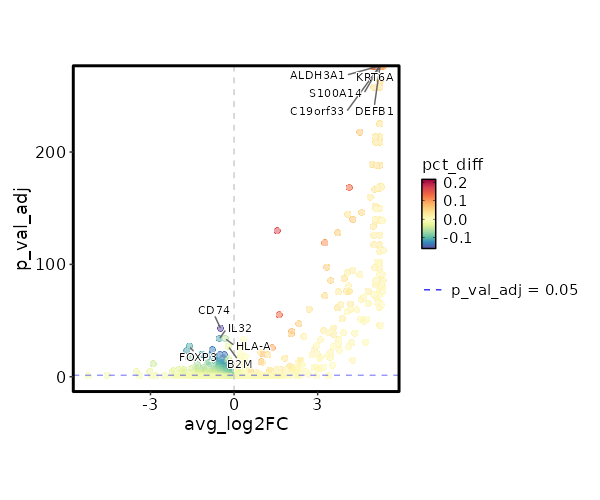 ALDH3A1
KRT6A
S100A14
C19orf33
DEFB1
CD74
IL32
HLA-A
FOXP3
B2M
200
100
0
-3
0
3
p_val_adj
avg_log2FC
pct_diff
0.2
0.1
0.0
-0.1
p_val_adj = 0.05